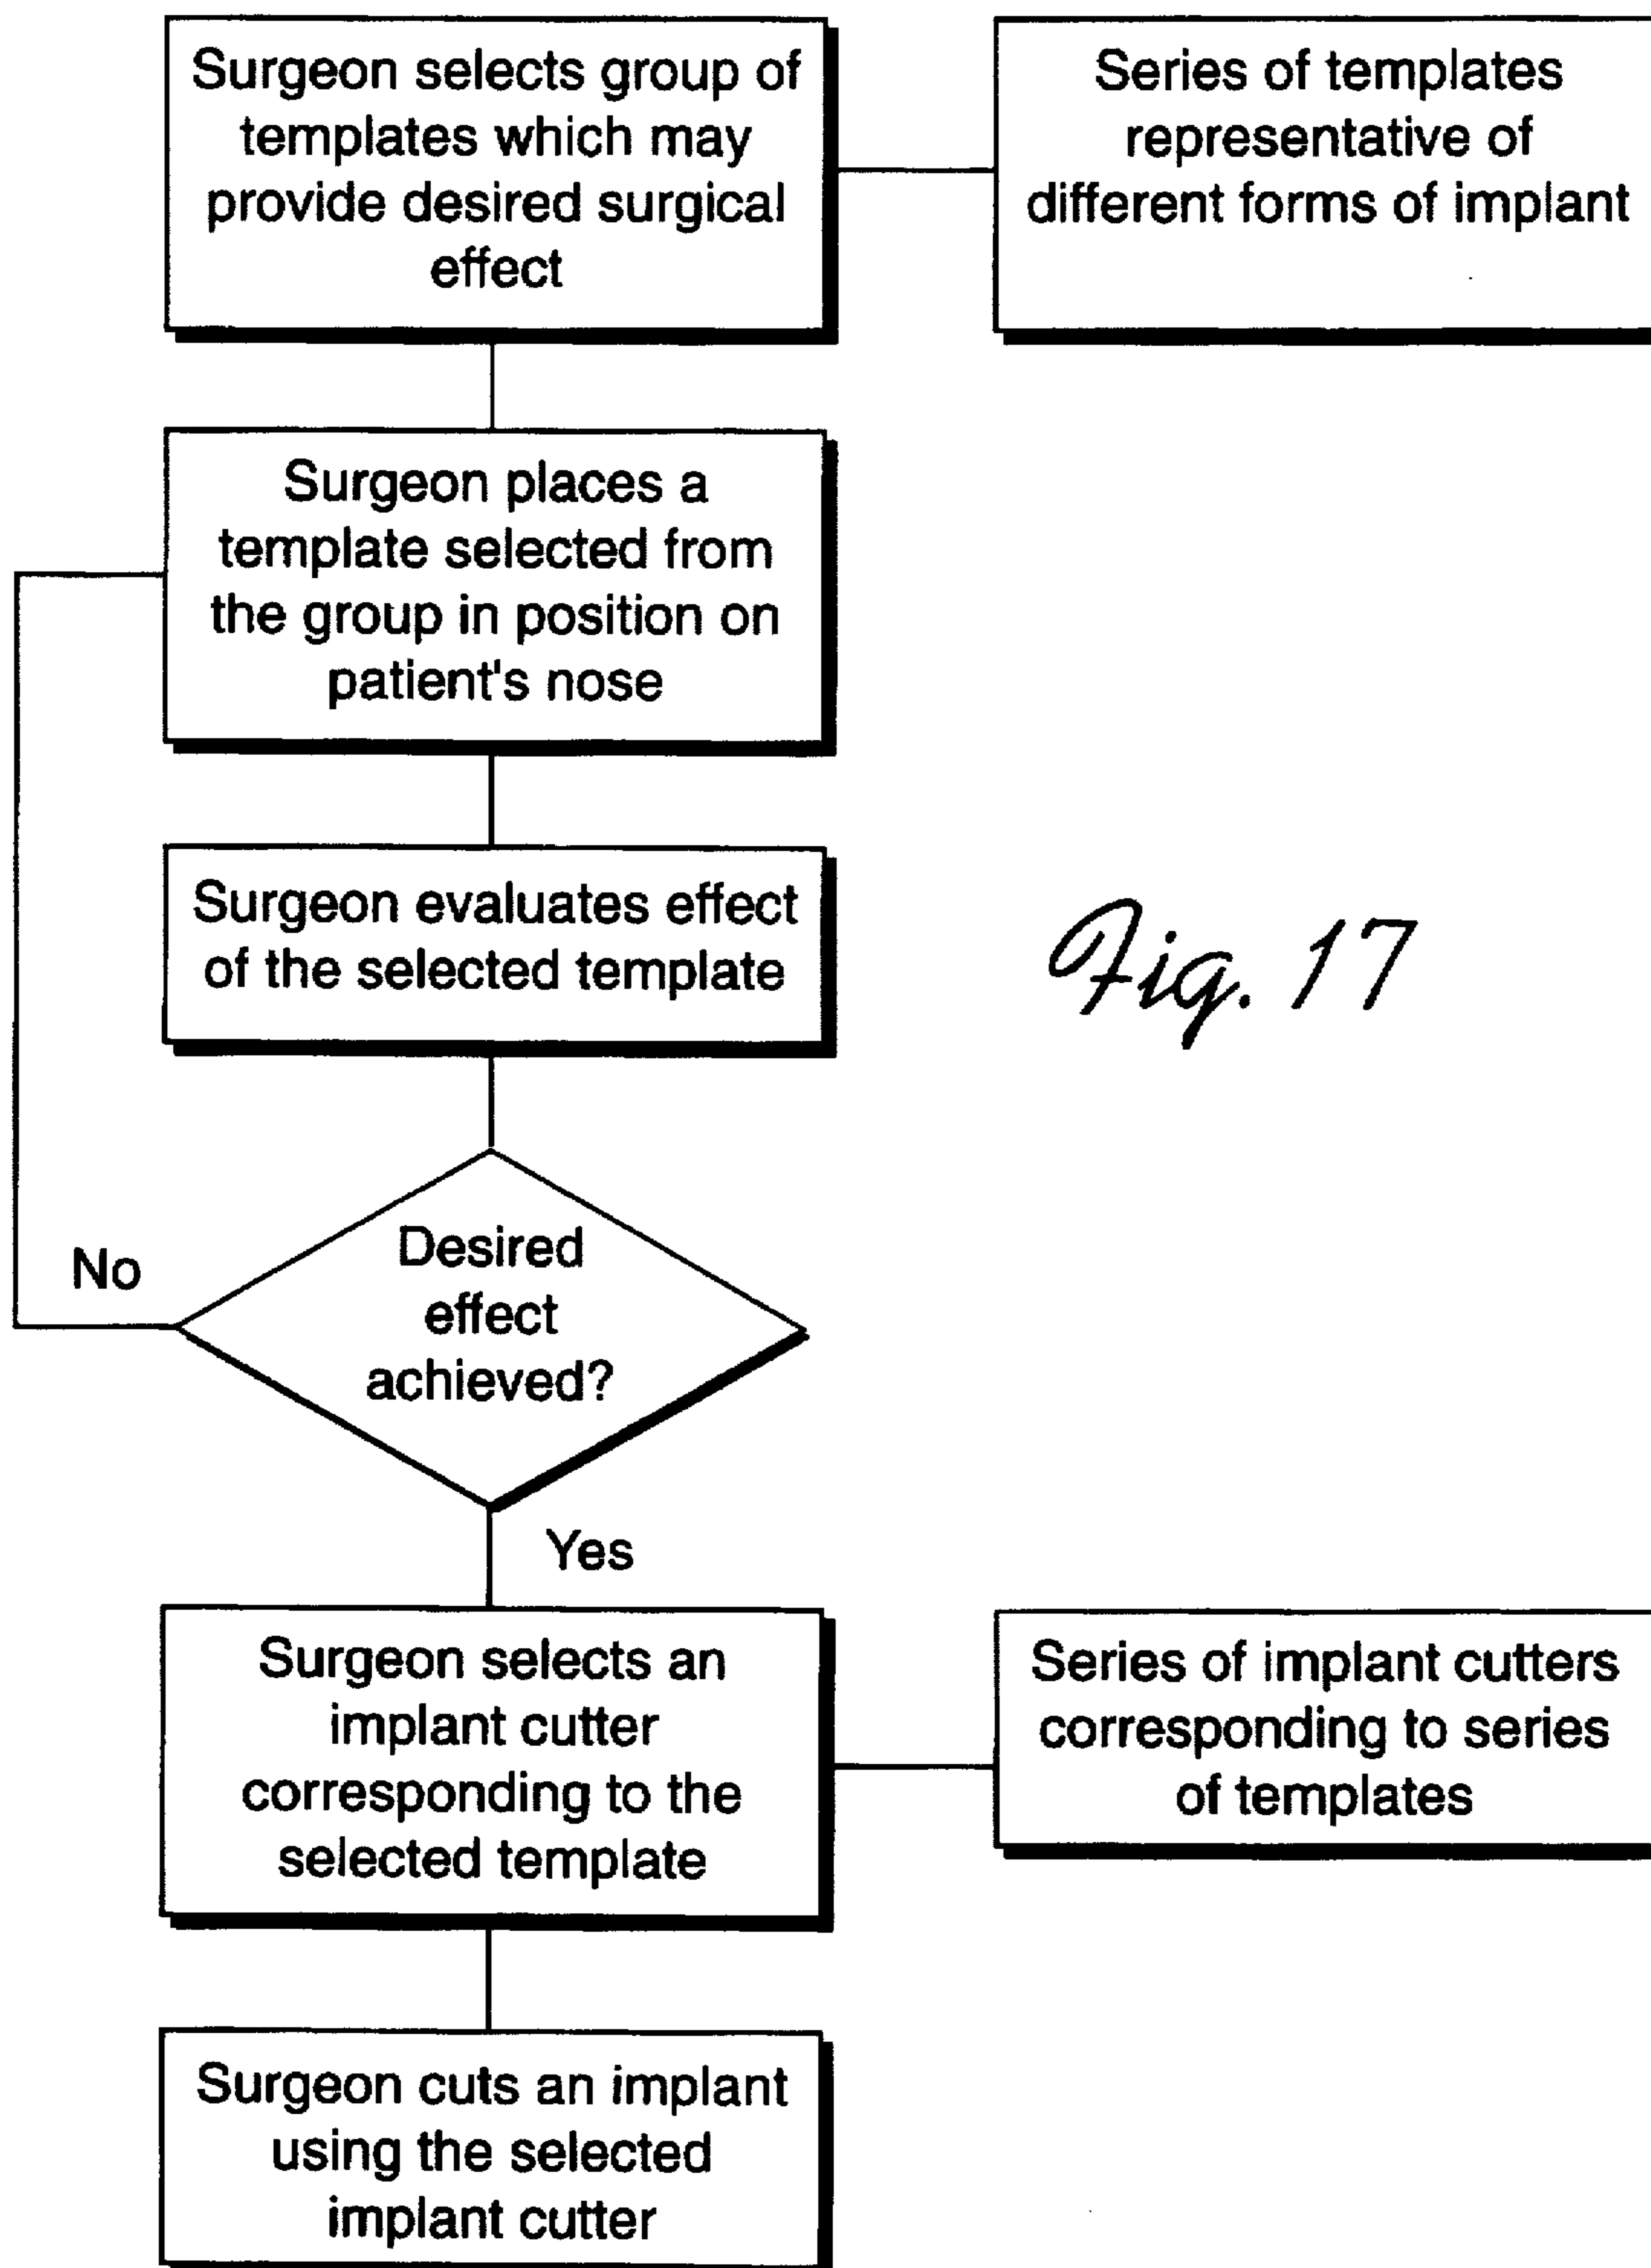 Surgeon selects group of
templates which may
provide desired surgical
effect
Series of templates
representative of
different forms of implant
Surgeon places a
template selected from
the group in position on
patient's nose
Surgeon evaluates effect
of the selected template
Fig. 17
Desired
effect
achieved?
No
Yes
Surgeon selects an
implant cutter
corresponding to the
selected template
Series of implant cutters
corresponding to series
of templates
Surgeon cuts an implant
using the selected
implant cutter